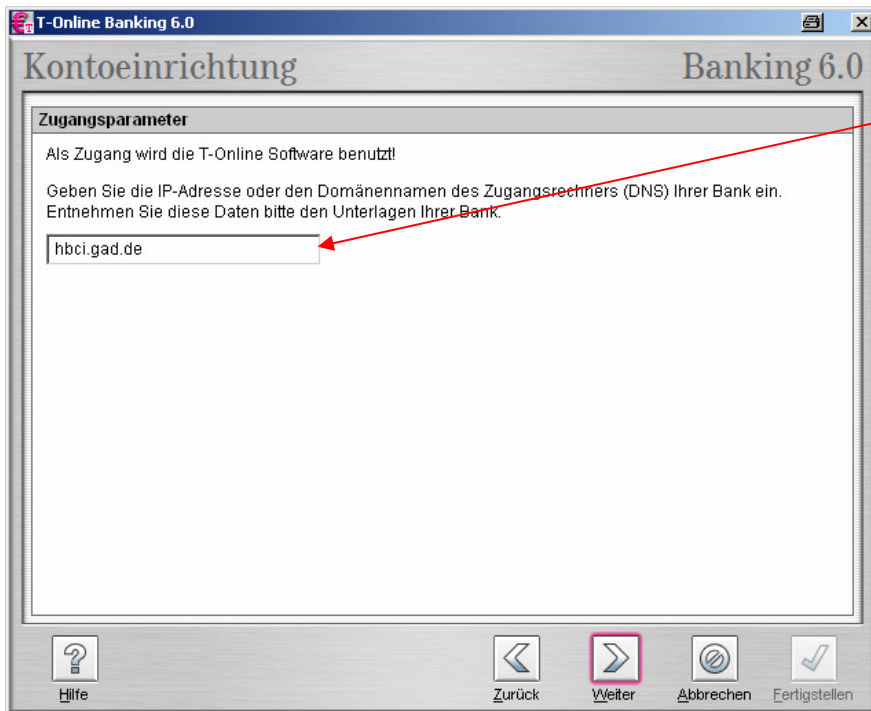 T-Online Banking 6.0
Kontoeinrichtung Banking 6.0
Zugangsparameter
Als Zugang wird die T-Online Software benutzt!
Geben Sie die IP-Adresse oder den Domänennamen des Zugangsrechners (DNS) Ihrer Bank ein.
Entnehmen Sie diese Daten bitte den Unterlagen Ihrer Bank.
hbci.gad.de
Hilfe Zurück Weiter Abbrechen Fertigstellen